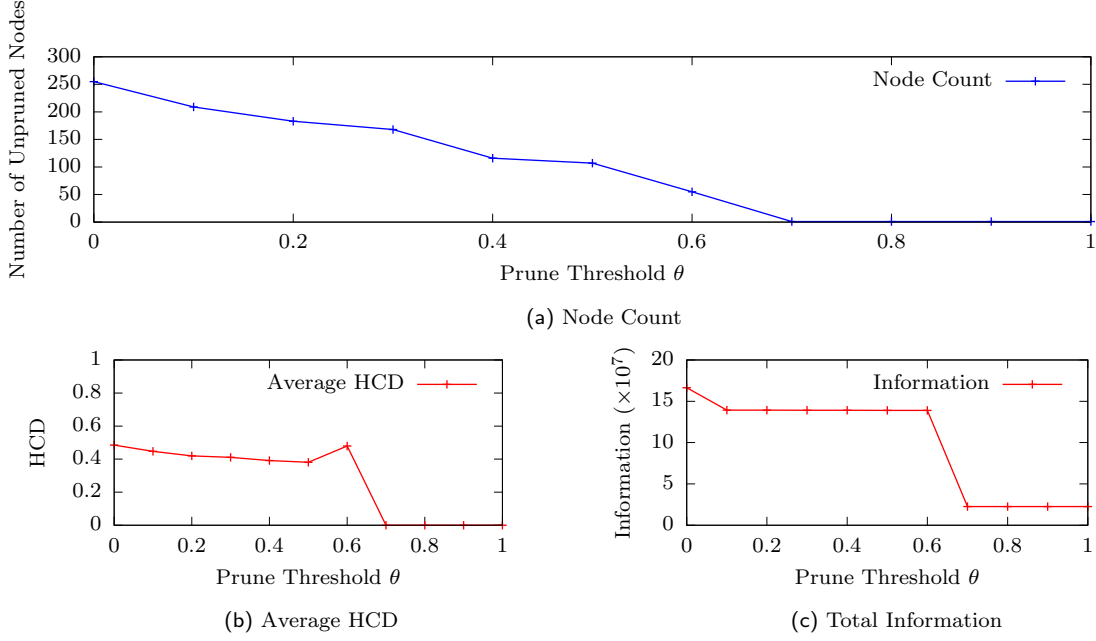 Number of Unpruned Nodes
300
250
200
150
100
50
0
Node Count
0 0.2 0.4 0.6 0.8 1
Prune Threshold θ
(a) Node Count
HCD
1
0.8
0.6
0.4
0.2
0
Average HCD
0 0.2 0.4 0.6 0.8 1
Prune Threshold θ
(b) Average HCD
Information (×10⁷)
20
15
10
5
0
Information
0 0.2 0.4 0.6 0.8 1
Prune Threshold θ
(c) Total Information